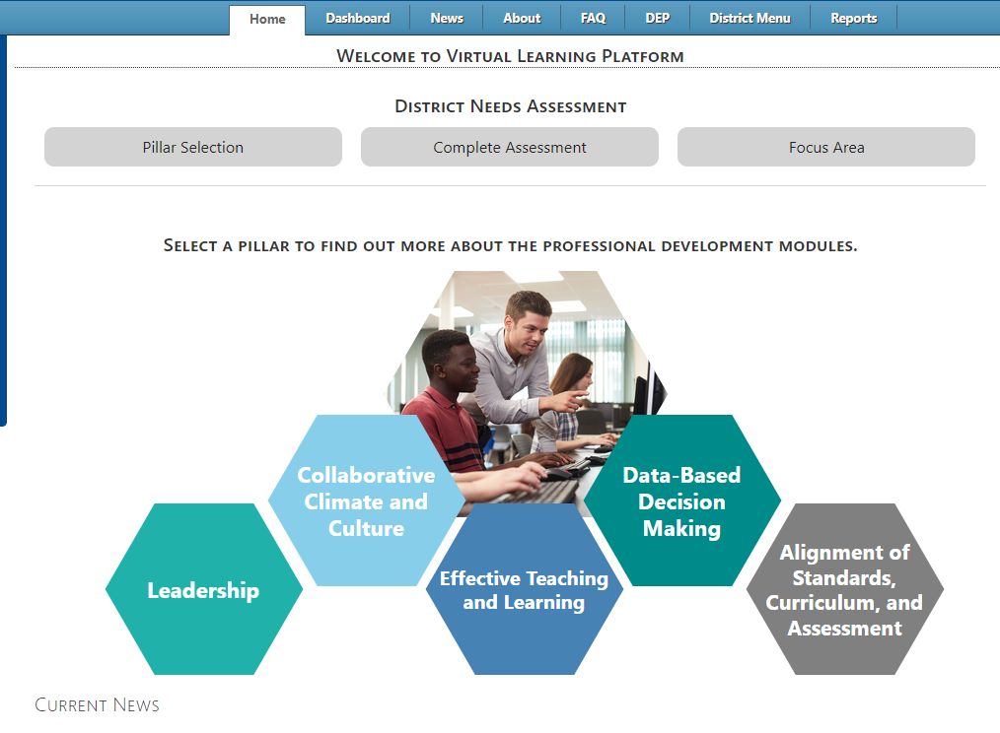 Home Dashboard News About FAQ DEP District Menu Reports
Welcome to Virtual Learning Platform
District Needs Assessment
Pillar Selection Complete Assessment Focus Area
Select a pillar to find out more about the professional development modules.
Collaborative
Climate and
Culture
Data-Based
Decision
Making
Leadership
Effective Teaching
and Learning
Alignment of
Standards,
Curriculum, and
Assessment
Current News